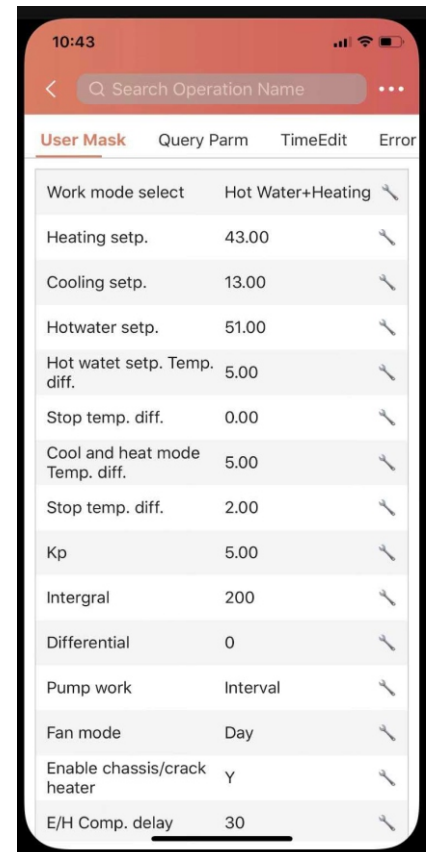 10:43
Search Operation Name
User Mask Query Parm TimeEdit Error
Work mode select Hot Water+Heating
Heating setp. 43.00
Cooling setp. 13.00
Hotwater setp. 51.00
Hot watet setp. Temp.
diff. 5.00
Stop temp. diff. 0.00
Cool and heat mode
Temp. diff. 5.00
Stop temp. diff. 2.00
Kp 5.00
Intergral 200
Differential 0
Pump work Interval
Fan mode Day
Enable chassis/crack
heater Y
E/H Comp. delay 30